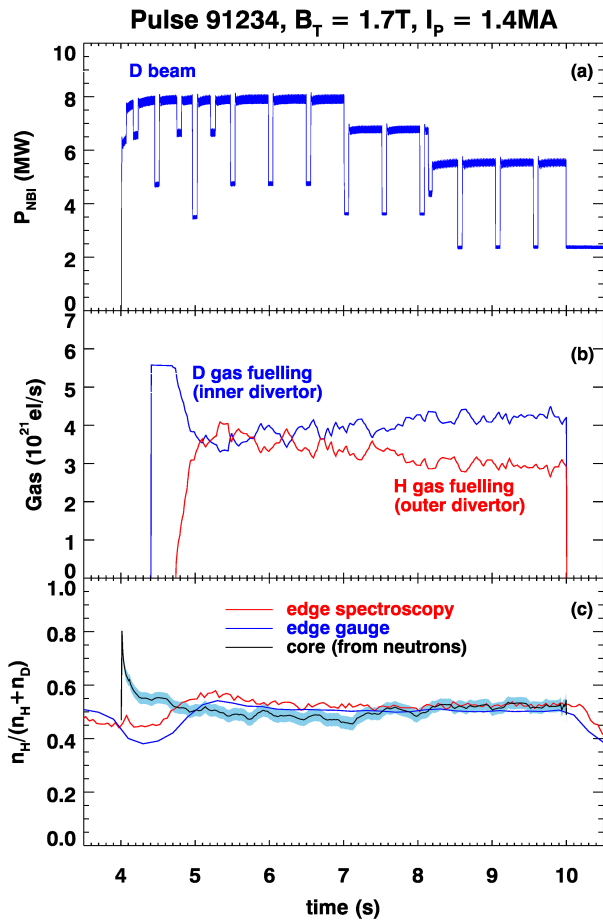 Pulse 91234, B_T = 1.7T, I_P = 1.4MA
10
8
6
4
2
0
P_NBI (MW)
D beam
(a)
7
6
5
4
3
2
1
0
Gas (10^21 el/s)
D gas fuelling
(inner divertor)
(b)
H gas fuelling
(outer divertor)
1.0
0.8
0.6
0.4
0.2
0.0
n_H/(n_H+n_D)
edge spectroscopy
edge gauge
core (from neutrons)
(c)
4 5 6 7 8 9 10
time (s)